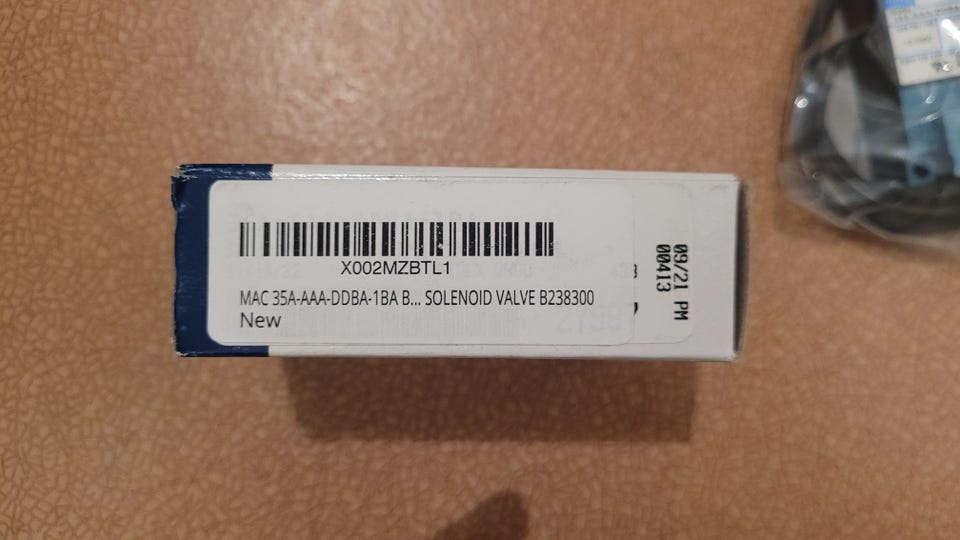 X002MZBTL1
MAC 35A-AAA-DDBA-1BA B... SOLENOID VALVE B238300
New
09/21 PM
00413